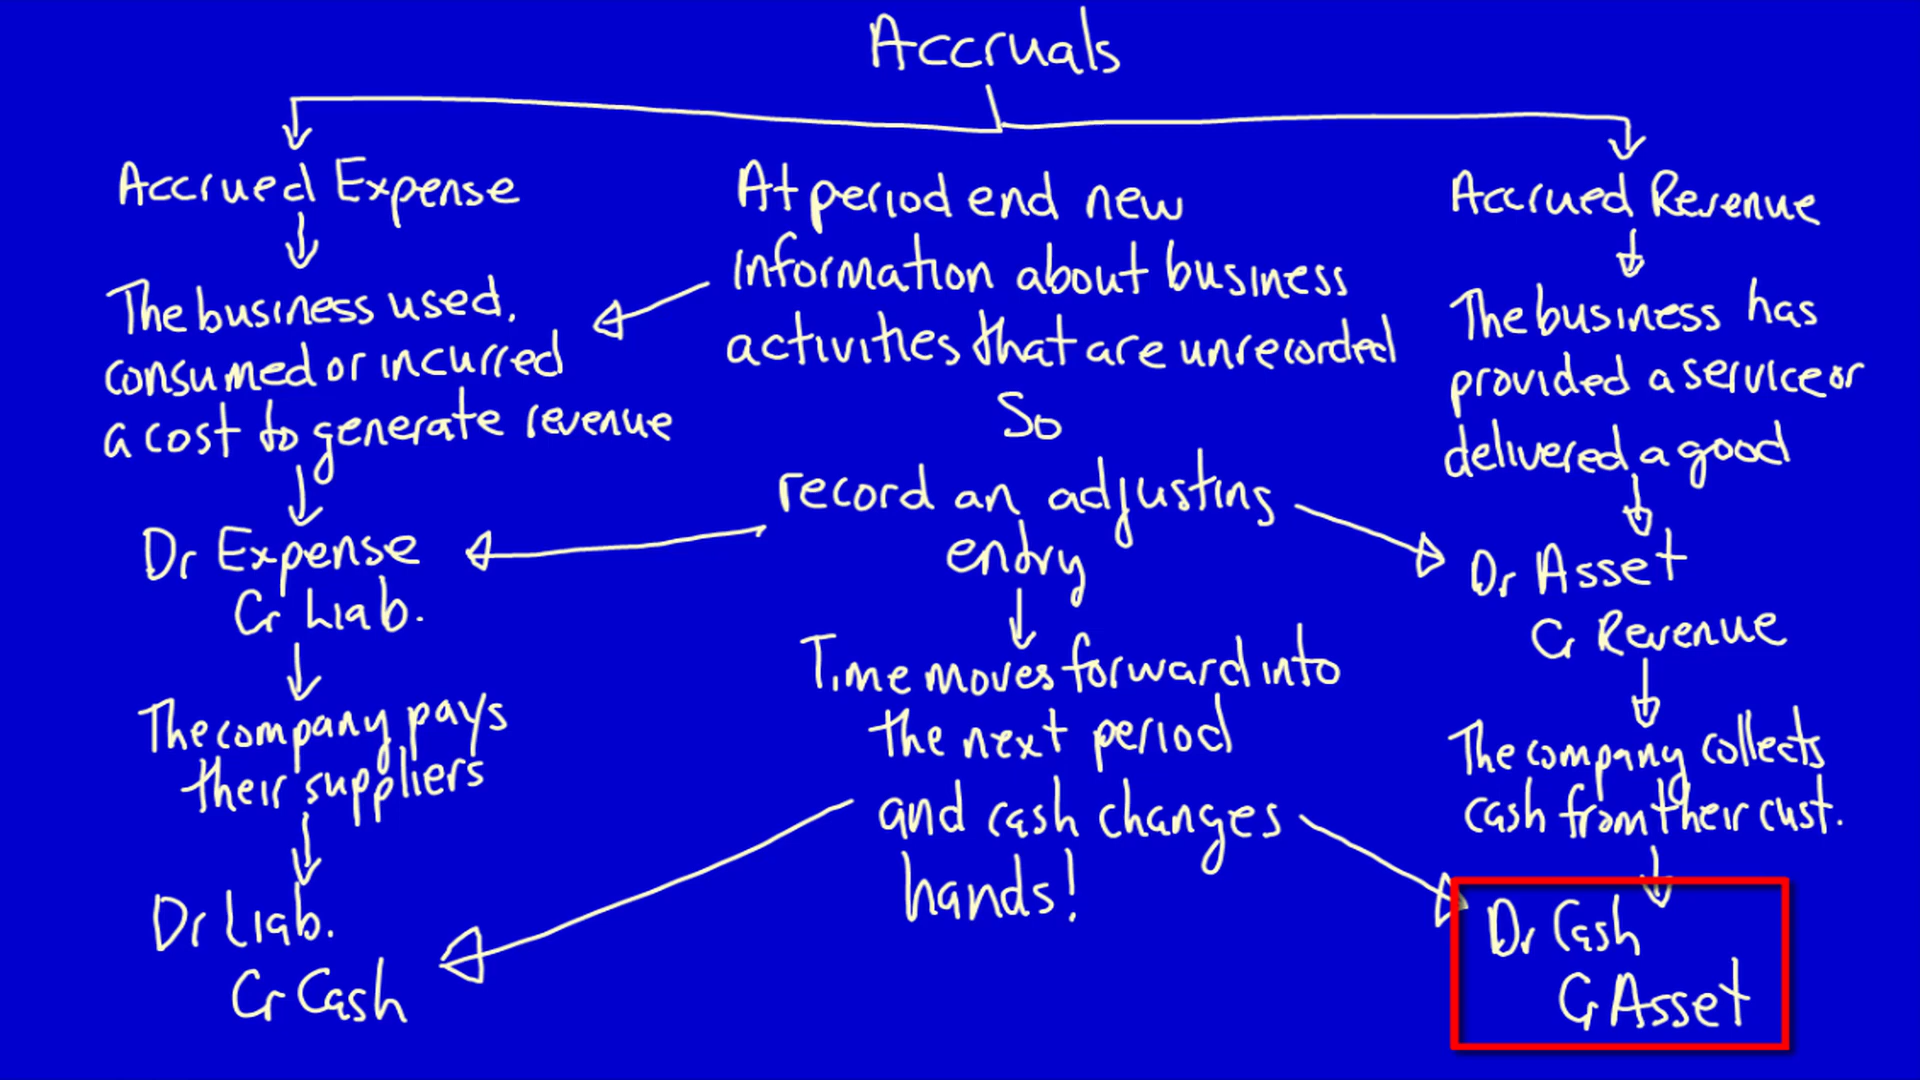 Accruals
Accrued Expense
The business used,
consumed or incurred
a cost to generate revenue
Dr Expense
Cr Liab.
The company pays
their suppliers
Dr Liab.
Cr Cash
At period end new
information about business
activities that are unrecorded
So
record an adjusting
entry
Time moves forward into
the next period
and cash changes
hands!
Accrued Revenue
The business has
provided a service or
delivered a good
Dr Asset
Cr Revenue
The company collects
cash from their cust.
Dr Cash
Cr Asset